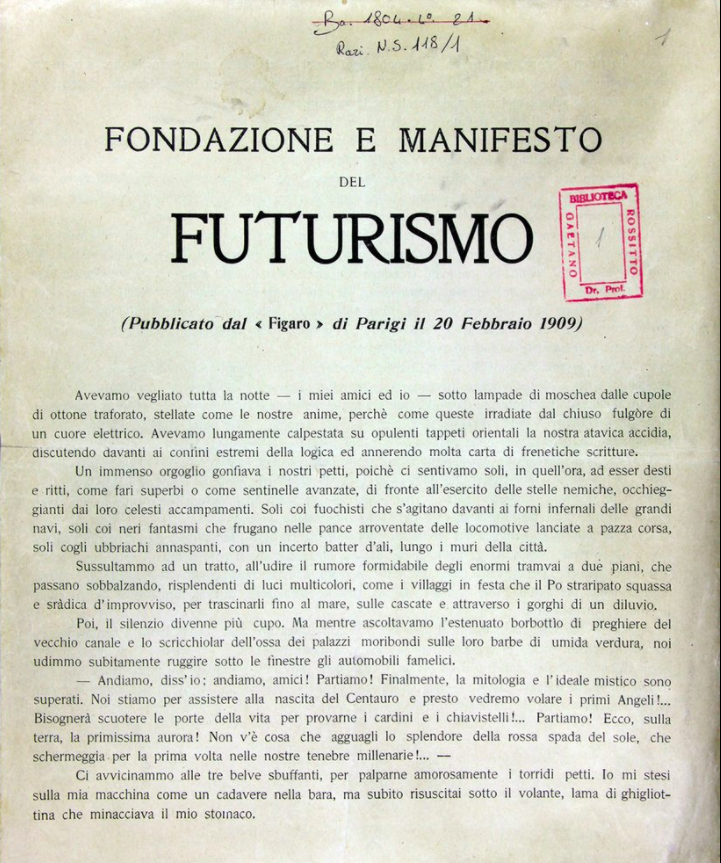 Ba. 1804. L°. 21
Rari N.S. 118/1
1
FONDAZIONE E MANIFESTO
DEL
FUTURISMO
BIBLIOTECA
GAETANO
1
ROSSITTO
Dr. Prof.
(Pubblicato dal « Figaro » di Parigi il 20 Febbraio 1909)
Avevamo vegliato tutta la notte — i miei amici ed io — sotto lampade di moschea dalle cupole
di ottone traforato, stellate come le nostre anime, perchè come queste irradiate dal chiuso fulgòre di
un cuore elettrico. Avevamo lungamente calpestata su opulenti tappeti orientali la nostra atavica accidia,
discutendo davanti ai confini estremi della logica ed annerendo molta carta di frenetiche scritture.
Un immenso orgoglio gonfiava i nostri petti, poichè ci sentivamo soli, in quell'ora, ad esser desti
e ritti, come fari superbi o come sentinelle avanzate, di fronte all'esercito delle stelle nemiche, occhieg-
gianti dai loro celesti accampamenti. Soli coi fuochisti che s'agitano davanti ai forni infernali delle grandi
navi, soli coi neri fantasmi che frugano nelle pance arroventate delle locomotive lanciate a pazza corsa,
soli cogli ubbriachi annaspanti, con un incerto batter d'ali, lungo i muri della città.
Sussultammo ad un tratto, all'udire il rumore formidabile degli enormi tramvai a due piani, che
passano sobbalzando, risplendenti di luci multicolori, come i villaggi in festa che il Po straripato squassa
e sràdica d'improvviso, per trascinarli fino al mare, sulle cascate e attraverso i gorghi di un diluvio.
Poi, il silenzio divenne più cupo. Ma mentre ascoltavamo l'estenuato borbottìo di preghiere del
vecchio canale e lo scricchiolar dell'ossa dei palazzi moribondi sulle loro barbe di umida verdura, noi
udimmo subitamente ruggire sotto le finestre gli automobili famelici.
— Andiamo, diss'io; andiamo, amici! Partiamo! Finalmente, la mitologia e l'ideale mistico sono
superati. Noi stiamo per assistere alla nascita del Centauro e presto vedremo volare i primi Angeli!...
Bisognerà scuotere le porte della vita per provarne i cardini e i chiavistelli!... Partiamo! Ecco, sulla
terra, la primissima aurora! Non v'è cosa che agguagli lo splendore della rossa spada del sole, che
schermeggia per la prima volta nelle nostre tenebre millenarie!... —
Ci avvicinammo alle tre belve sbuffanti, per palparne amorosamente i torridi petti. Io mi stesi
sulla mia macchina come un cadavere nella bara, ma subito risuscitai sotto il volante, lama di ghigliot-
tina che minacciava il mio stomaco.